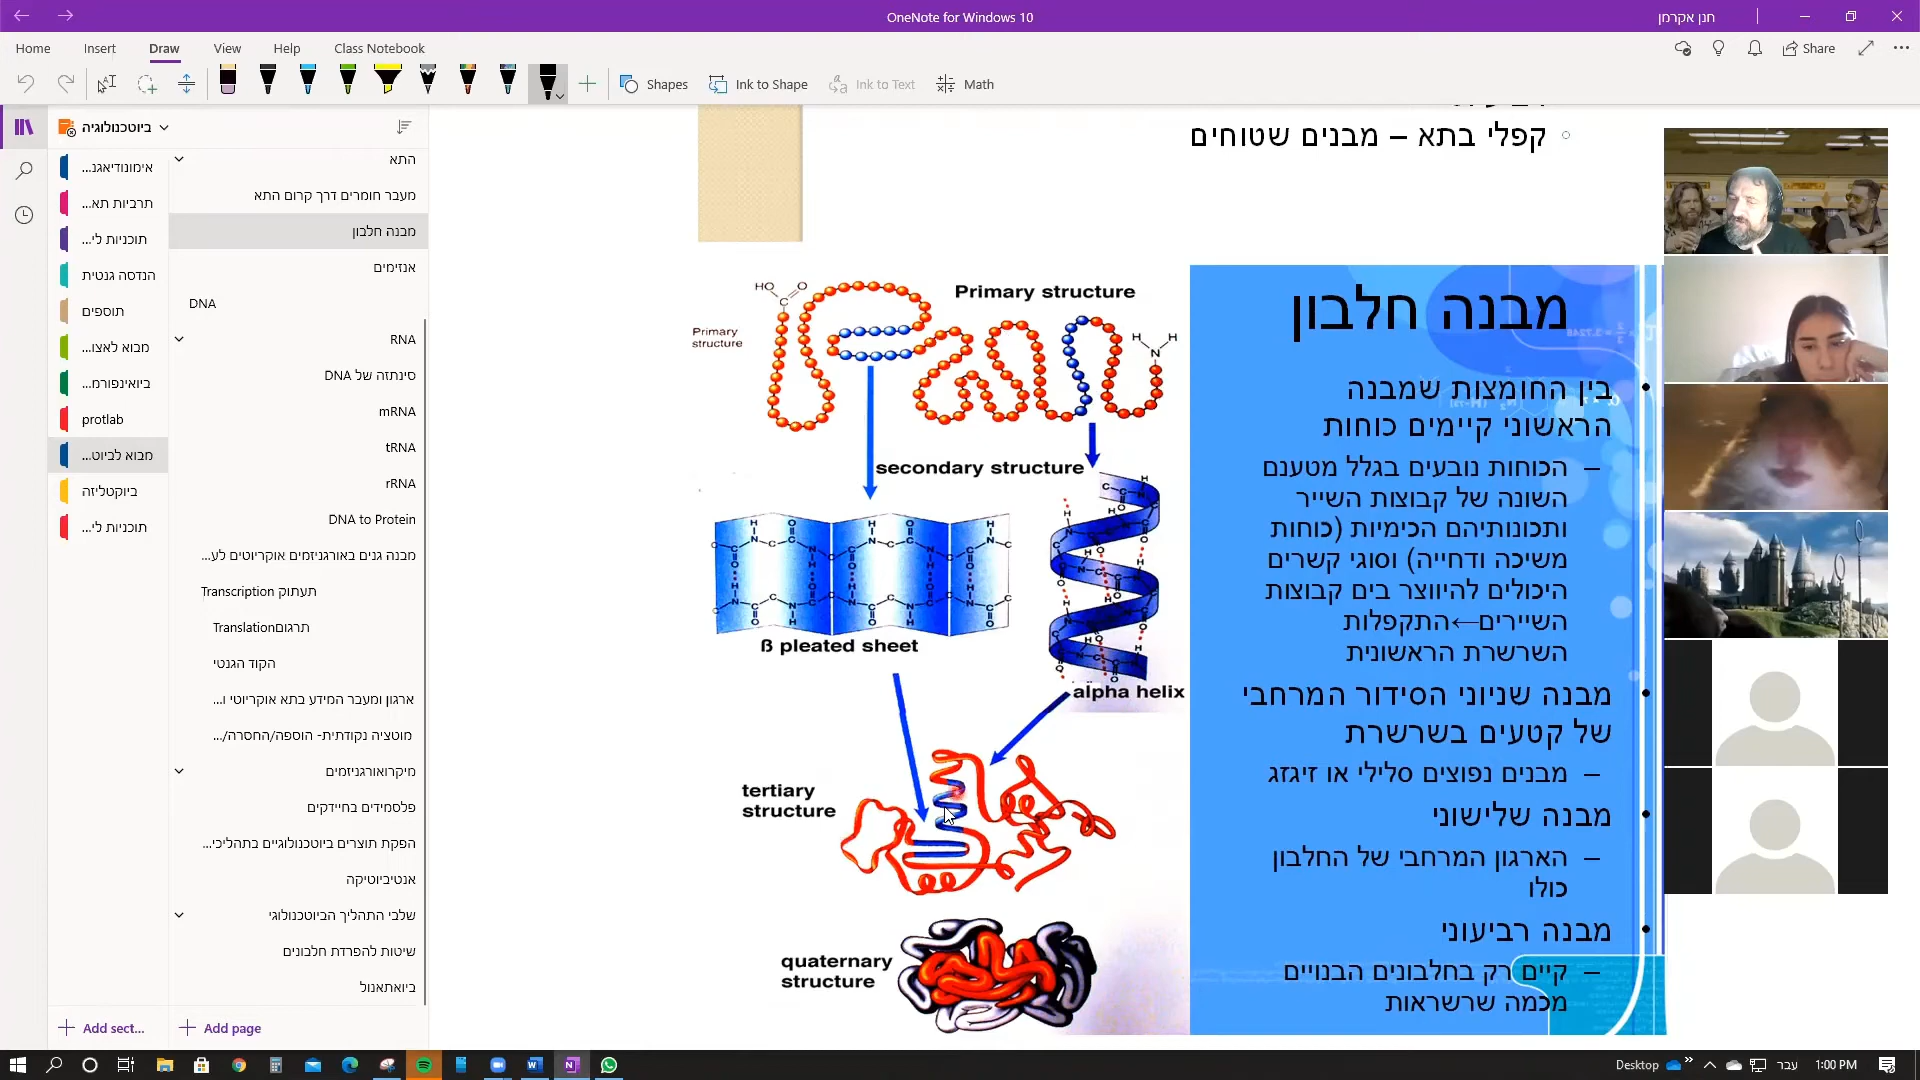 OneNote for Windows 10
חנן אקרמן
Home
Insert
Draw
View
Help
Class Notebook
Share
Shapes
Ink to Shape
Ink to Text
Math
ביוטכנולוגיה
אימונודיאגנ...
תרביות תא...
תוכניות לי...
הנדסה גנטית
תוספים
מבוא לאצו...
ביואינפורמ...
protlab
מבוא לביוט...
ביוקטליזה
תוכניות לי...
Add sect...
התא
מעבר חומרים דרך קרום התא
מבנה חלבון
אנזימים
DNA
RNA
סינתזה של DNA
mRNA
tRNA
rRNA
DNA to Protein
מבנה גנים באורגניזמים אוקריוטים לע...
תעתוק Transcription
תרגוםTranslation
הקוד הגנטי
ארגון ומעבר המידע בתא אוקריוטי ו...
מוטציה נקודתית- הוספה/החסרה/...
מיקרואורגניזמים
פלסמידים בחיידקים
הפקת תוצרים ביוטכנולוגיים בתהליכי...
אנטיביוטיקה
שלבי התהליך הביוטכנולוגי
שיטות להפרדת חלבונים
ביואתאנול
Add page
קפלי בתא – מבנים שטוחים
HO
O
C
Primary structure
Primary
structure
H
H
N
secondary structure
ß pleated sheet
alpha helix
tertiary
structure
quaternary
structure
מבנה חלבון
• בין החומצות שמבנה
הראשוני קיימים כוחות
– הכוחות נובעים בגלל מטענם
השונה של קבוצות השייר
ותכונותיהם הכימיות (כוחות
משיכה ודחייה) וסוגי קשרים
היכולים להיווצר בים קבוצות
השיירים←התקפלות
השרשרת הראשונית
• מבנה שניוני הסידור המרחבי
של קטעים בשרשרת
– מבנים נפוצים סלילי או זיגזג
• מבנה שלישוני
– הארגון המרחבי של החלבון
כולו
• מבנה רביעוני
– קיים רק בחלבונים הבנויים
מכמה שרשראות
Desktop
עבר
1:00 PM